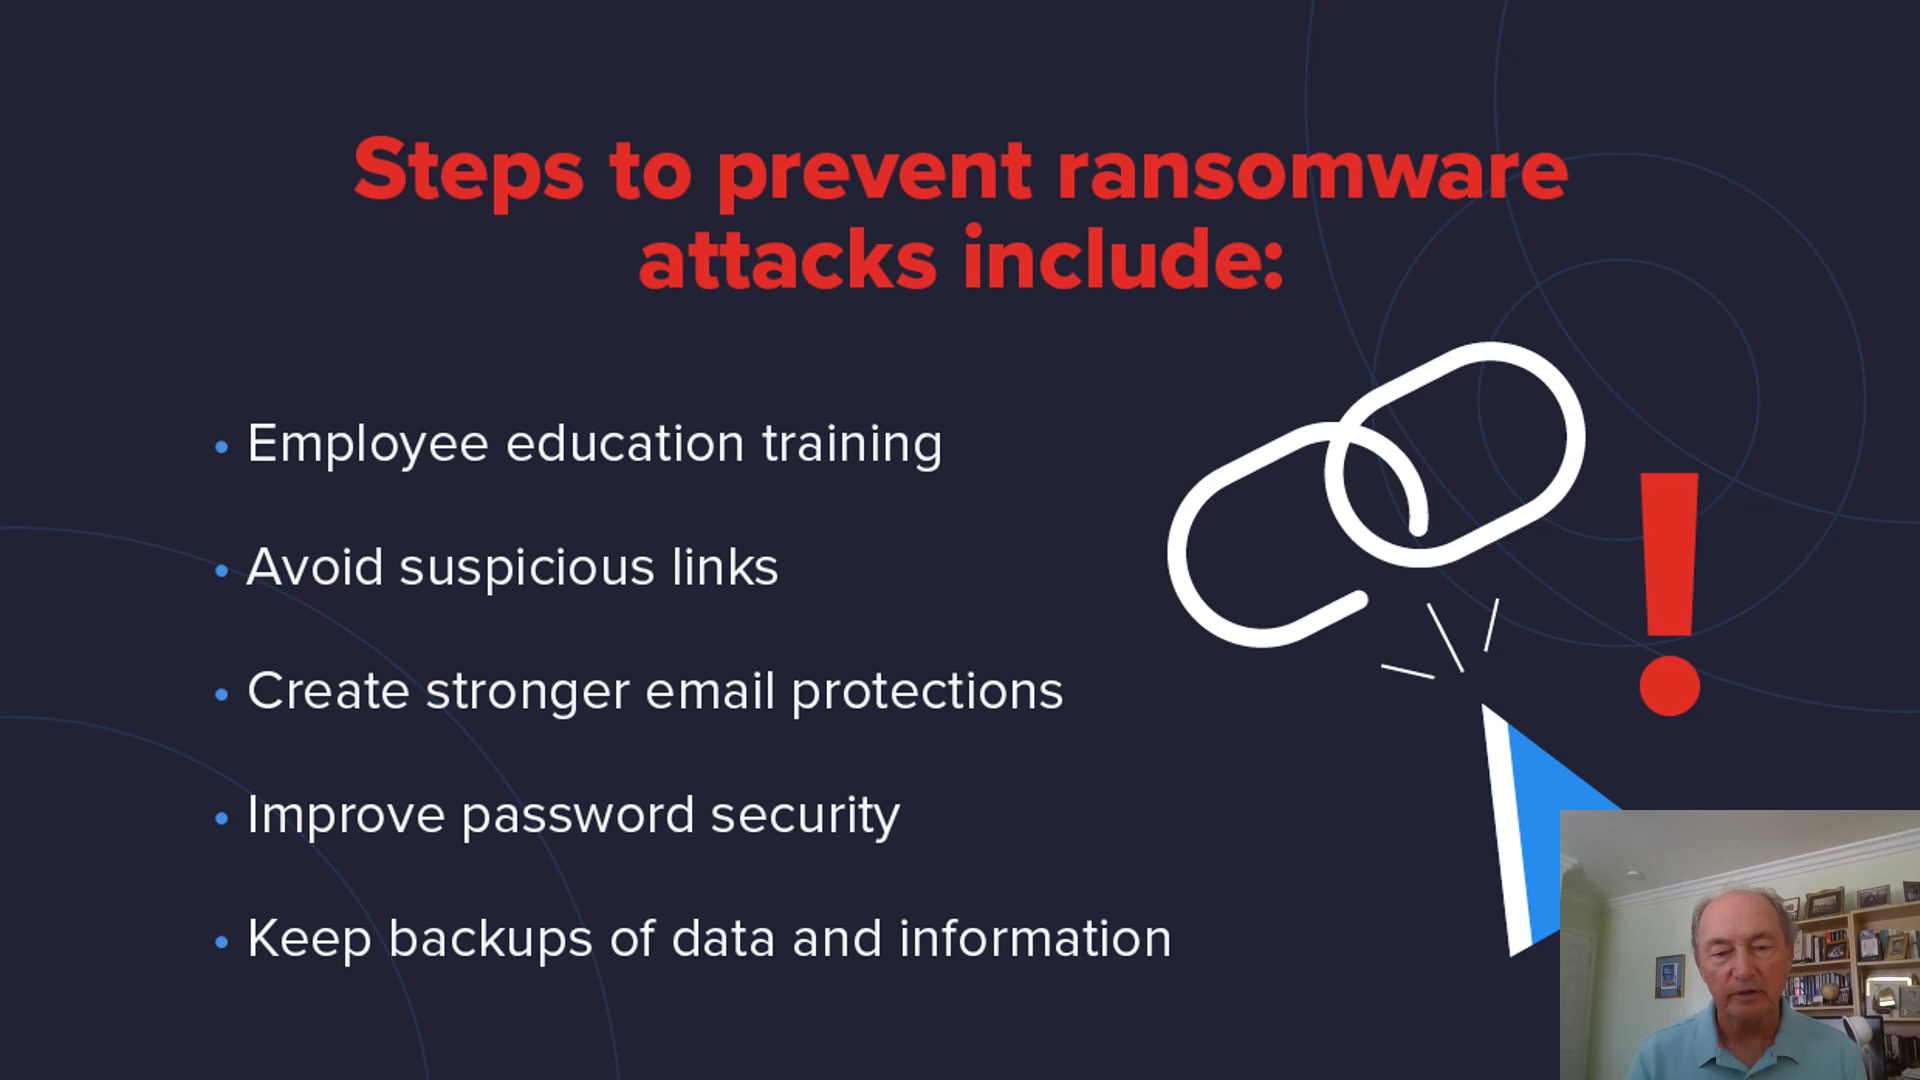 Steps to prevent ransomware
attacks include:
• Employee education training
• Avoid suspicious links
• Create stronger email protections
• Improve password security
• Keep backups of data and information